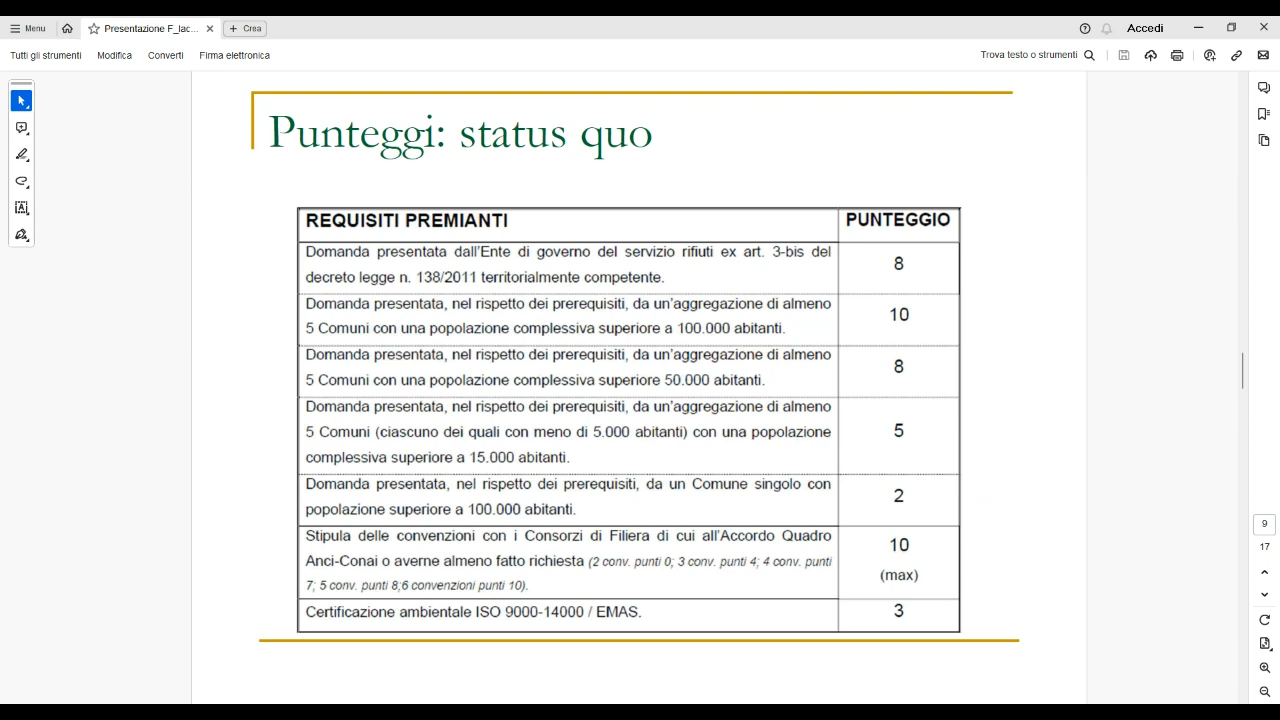 Menu
Presentazione F_Iac...
Crea
Accedi
Tutti gli strumenti
Modifica
Converti
Firma elettronica
Trova testo o strumenti
Punteggi: status quo
REQUISITI PREMIANTI
PUNTEGGIO
Domanda presentata dall'Ente di governo del servizio rifiuti ex art. 3-bis del
decreto legge n. 138/2011 territorialmente competente.
8
Domanda presentata, nel rispetto dei prerequisiti, da un'aggregazione di almeno
5 Comuni con una popolazione complessiva superiore a 100.000 abitanti.
10
Domanda presentata, nel rispetto dei prerequisiti, da un'aggregazione di almeno
5 Comuni con una popolazione complessiva superiore 50.000 abitanti.
8
Domanda presentata, nel rispetto dei prerequisiti, da un'aggregazione di almeno
5 Comuni (ciascuno dei quali con meno di 5.000 abitanti) con una popolazione
complessiva superiore a 15.000 abitanti.
5
Domanda presentata, nel rispetto dei prerequisiti, da un Comune singolo con
popolazione superiore a 100.000 abitanti.
2
Stipula delle convenzioni con i Consorzi di Filiera di cui all'Accordo Quadro
Anci-Conai o averne almeno fatto richiesta (2 conv. punti 0; 3 conv. punti 4; 4 conv. punti
7; 5 conv. punti 8;6 convenzioni punti 10).
10
(max)
Certificazione ambientale ISO 9000-14000 / EMAS.
3
9
17